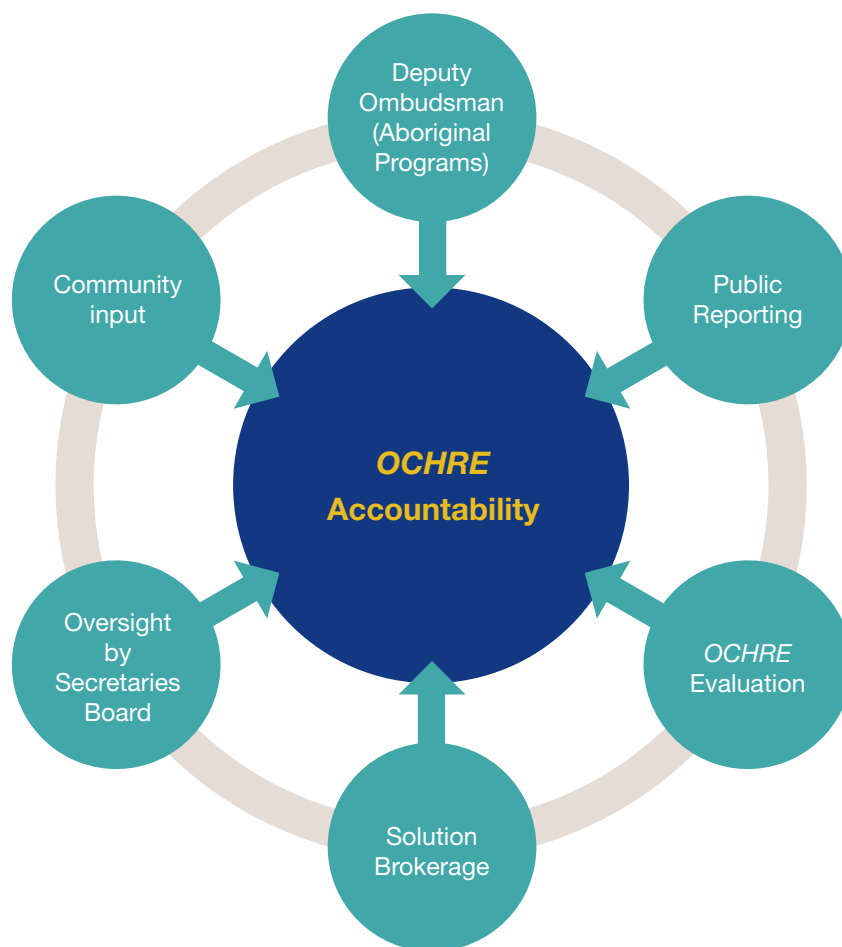 Deputy
Ombudsman
(Aboriginal
Programs)
Community
input
Public
Reporting
OCHRE
Accountability
Oversight
by
Secretaries
Board
OCHRE
Evaluation
Solution
Brokerage